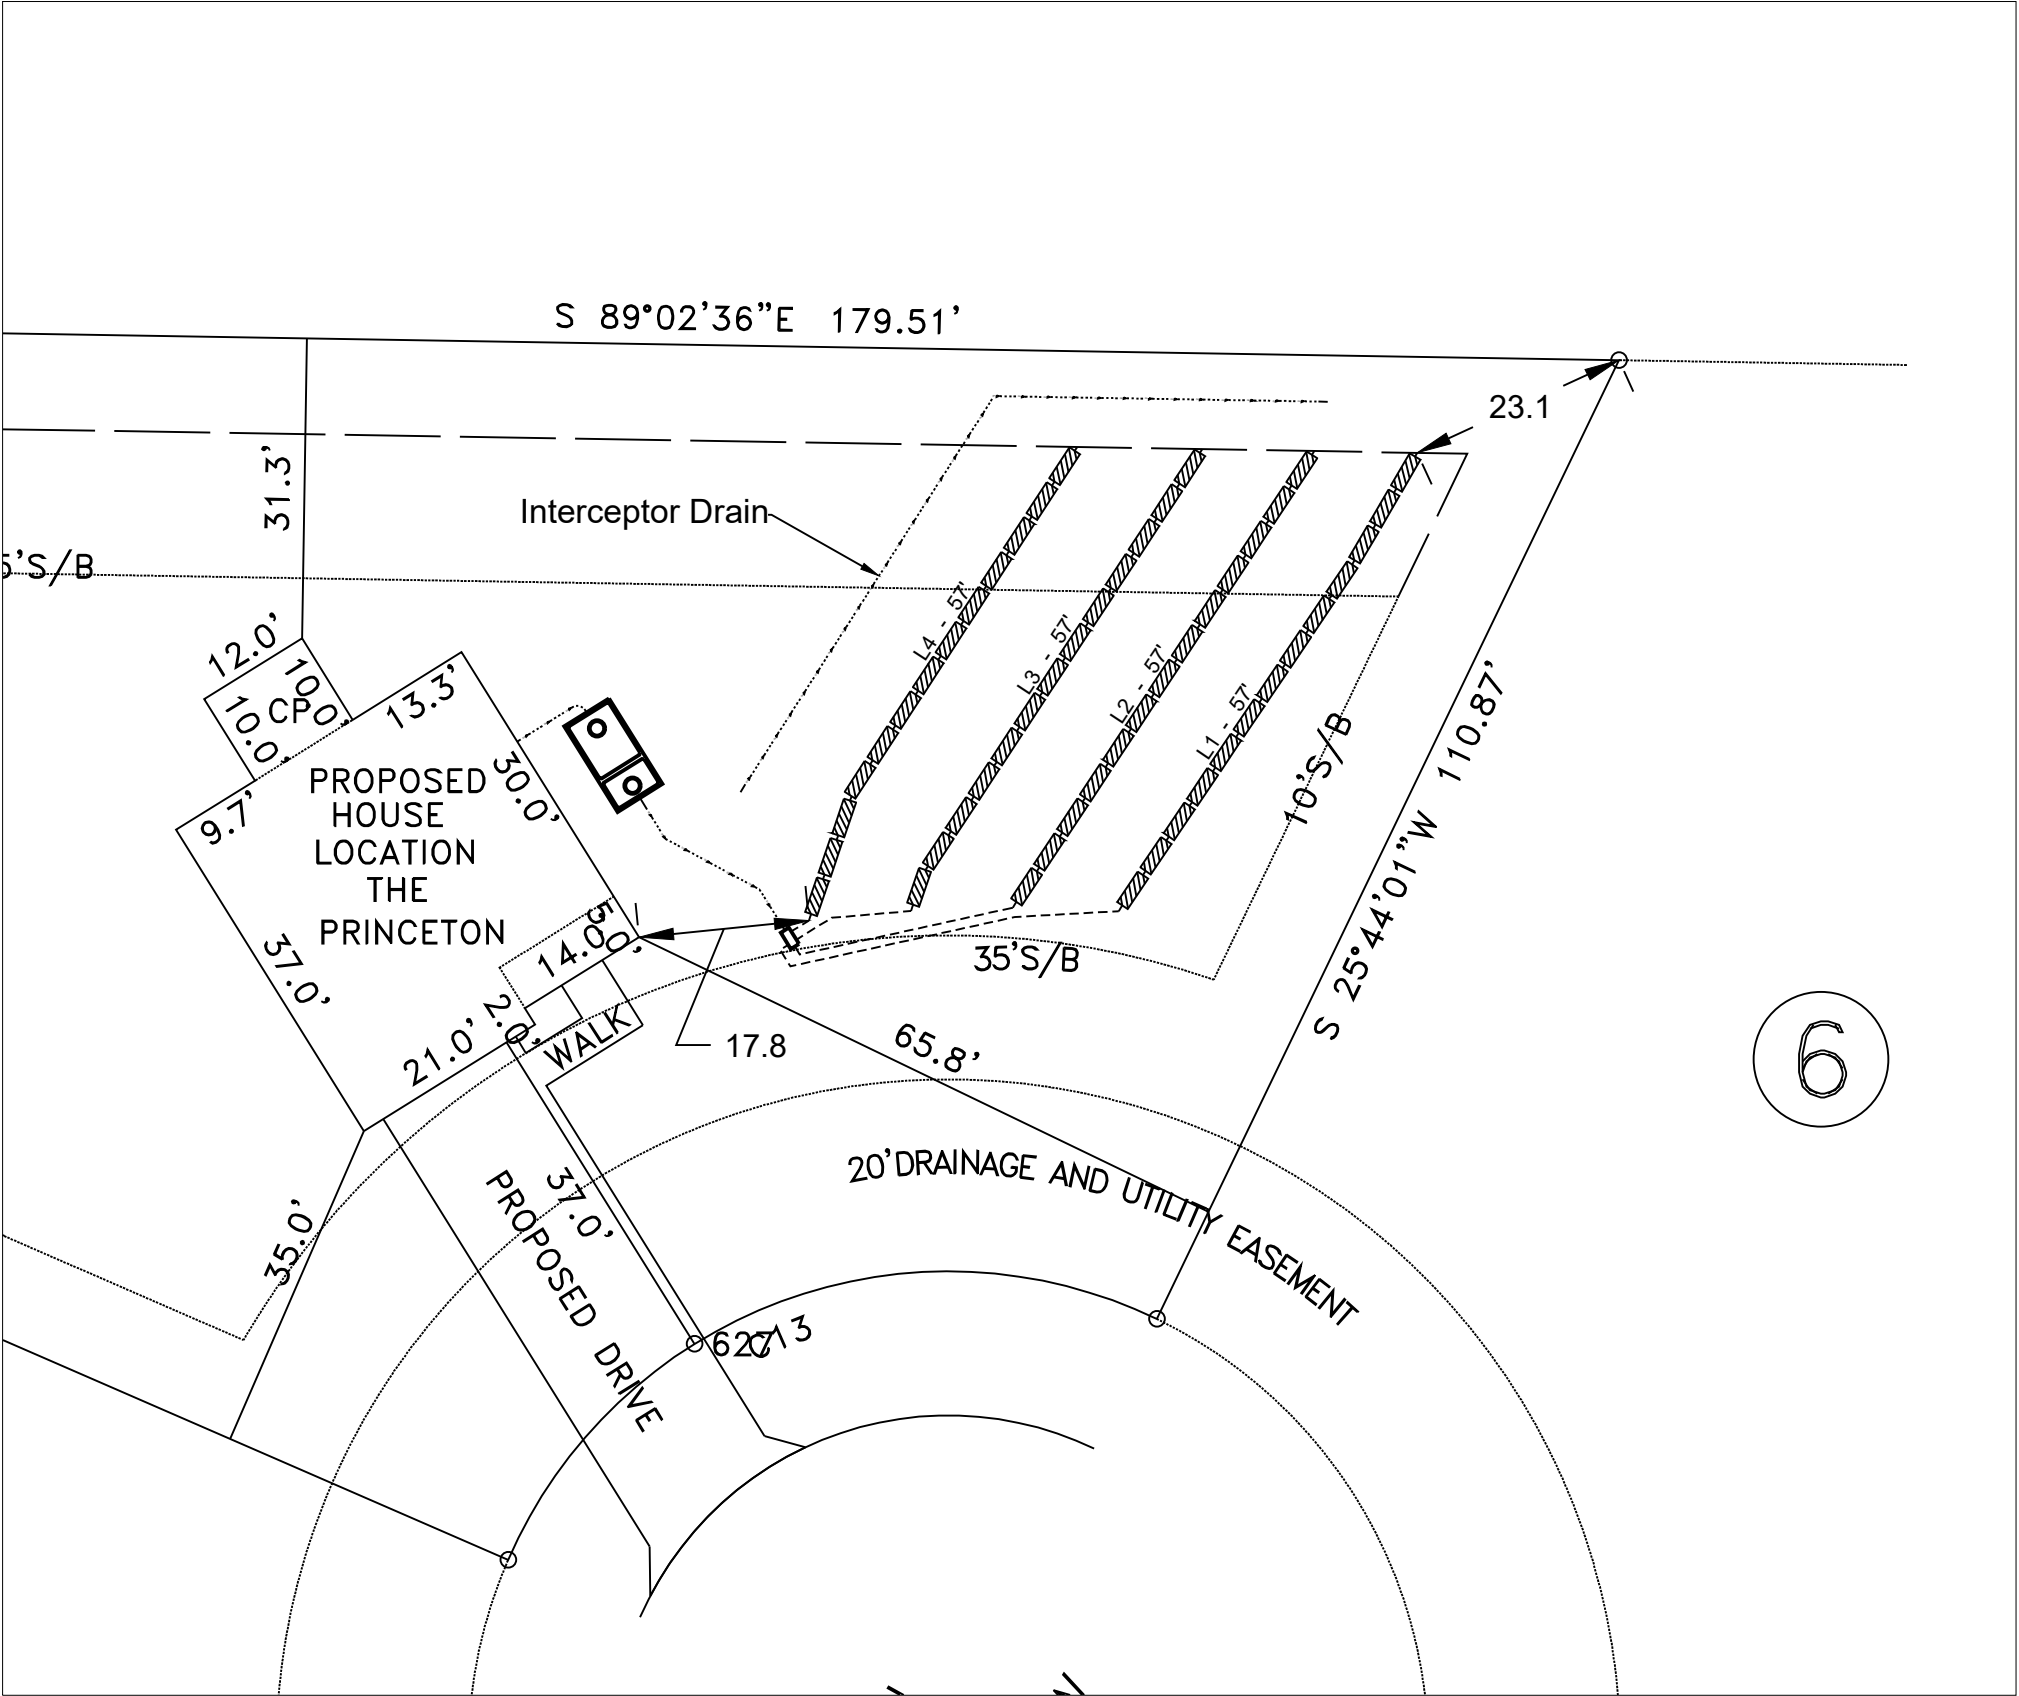 S 89°02'36"E 179.51'
23.1
31.3'
Interceptor Drain
5'S/B
12.0'
10.0'
CP
10.0'
13.3'
9.7'
30.0'
PROPOSED
HOUSE
LOCATION
THE
PRINCETON
37.0'
5.0'
14.0'
2.0'
21.0'
WALK
L4 - 57'
L3 - 57'
L2 - 57'
L1 - 57'
10'S/B
S 25°44'01"W 110.87'
35'S/B
17.8
65.8'
6
20'DRAINAGE AND UTILITY EASEMENT
35.0'
37.0'
PROPOSED DRIVE
627
C13